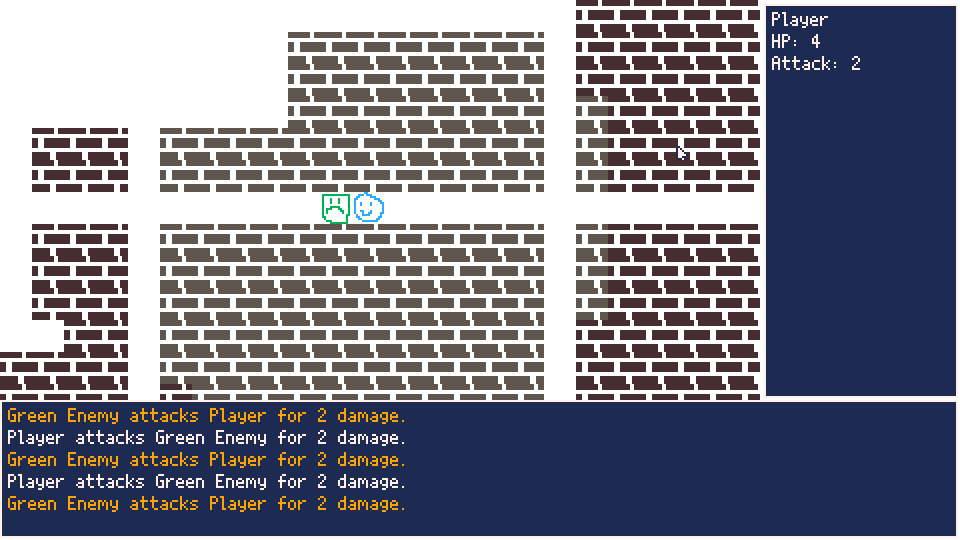 Player
HP: 4
Attack: 2
Green Enemy attacks Player for 2 damage.
Player attacks Green Enemy for 2 damage.
Green Enemy attacks Player for 2 damage.
Player attacks Green Enemy for 2 damage.
Green Enemy attacks Player for 2 damage.